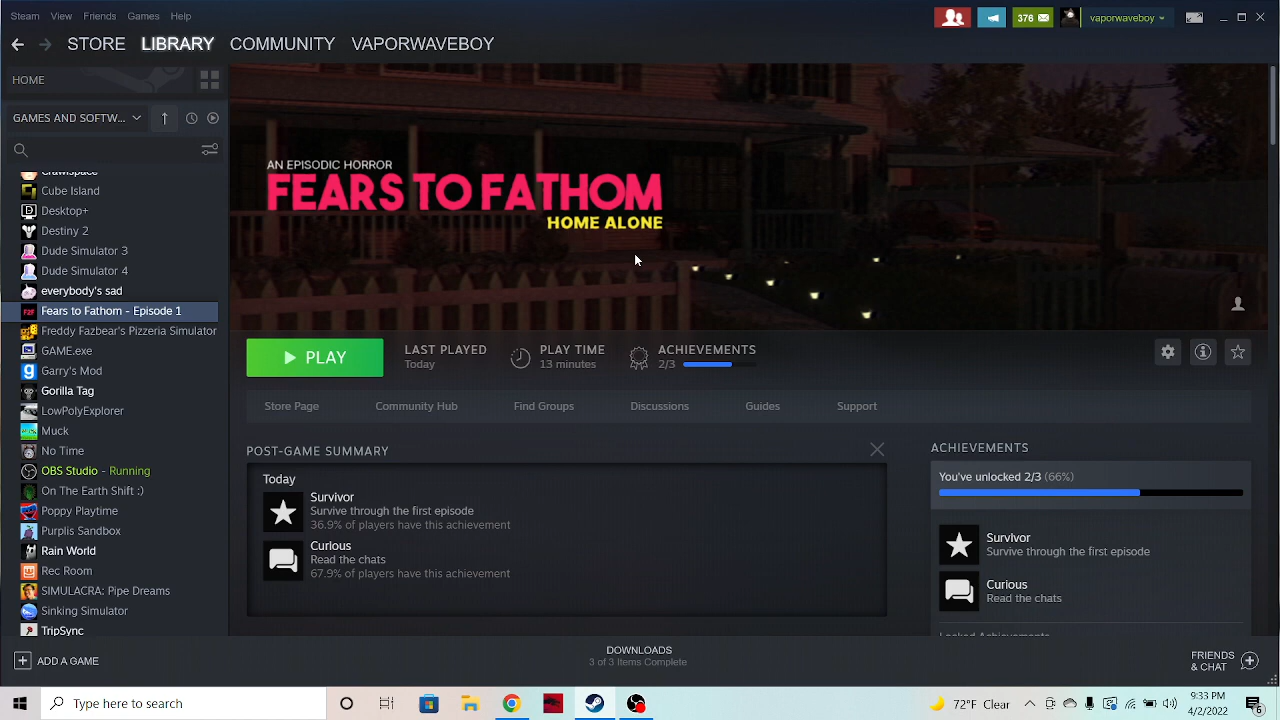 Steam View Friends Games Help
376
vaporwaveboy
STORE LIBRARY COMMUNITY VAPORWAVEBOY
HOME
GAMES AND SOFTW...
Cube Island
Desktop+
Destiny 2
Dude Simulator 3
Dude Simulator 4
everybody's sad
Fears to Fathom - Episode 1
Freddy Fazbear's Pizzeria Simulator
GAME.exe
Garry's Mod
Gorilla Tag
LowPolyExplorer
Muck
No Time
OBS Studio - Running
On The Earth Shift :)
Poppy Playtime
Purplis Sandbox
Rain World
Rec Room
SIMULACRA: Pipe Dreams
Sinking Simulator
TripSync
AN EPISODIC HORROR
FEARS TO FATHOM
HOME ALONE
PLAY
LAST PLAYED
Today
PLAY TIME
13 minutes
ACHIEVEMENTS
2/3
Store Page Community Hub Find Groups Discussions Guides Support
POST-GAME SUMMARY
Today
Survivor
Survive through the first episode
36.9% of players have this achievement
Curious
Read the chats
67.9% of players have this achievement
ACHIEVEMENTS
You've unlocked 2/3 (66%)
Survivor
Survive through the first episode
Curious
Read the chats
Locked Achievements
ADD A GAME
DOWNLOADS
3 of 3 Items Complete
FRIENDS
& CHAT
Type here to search
72°F Clear
9:33 PM
4/2/2022
6